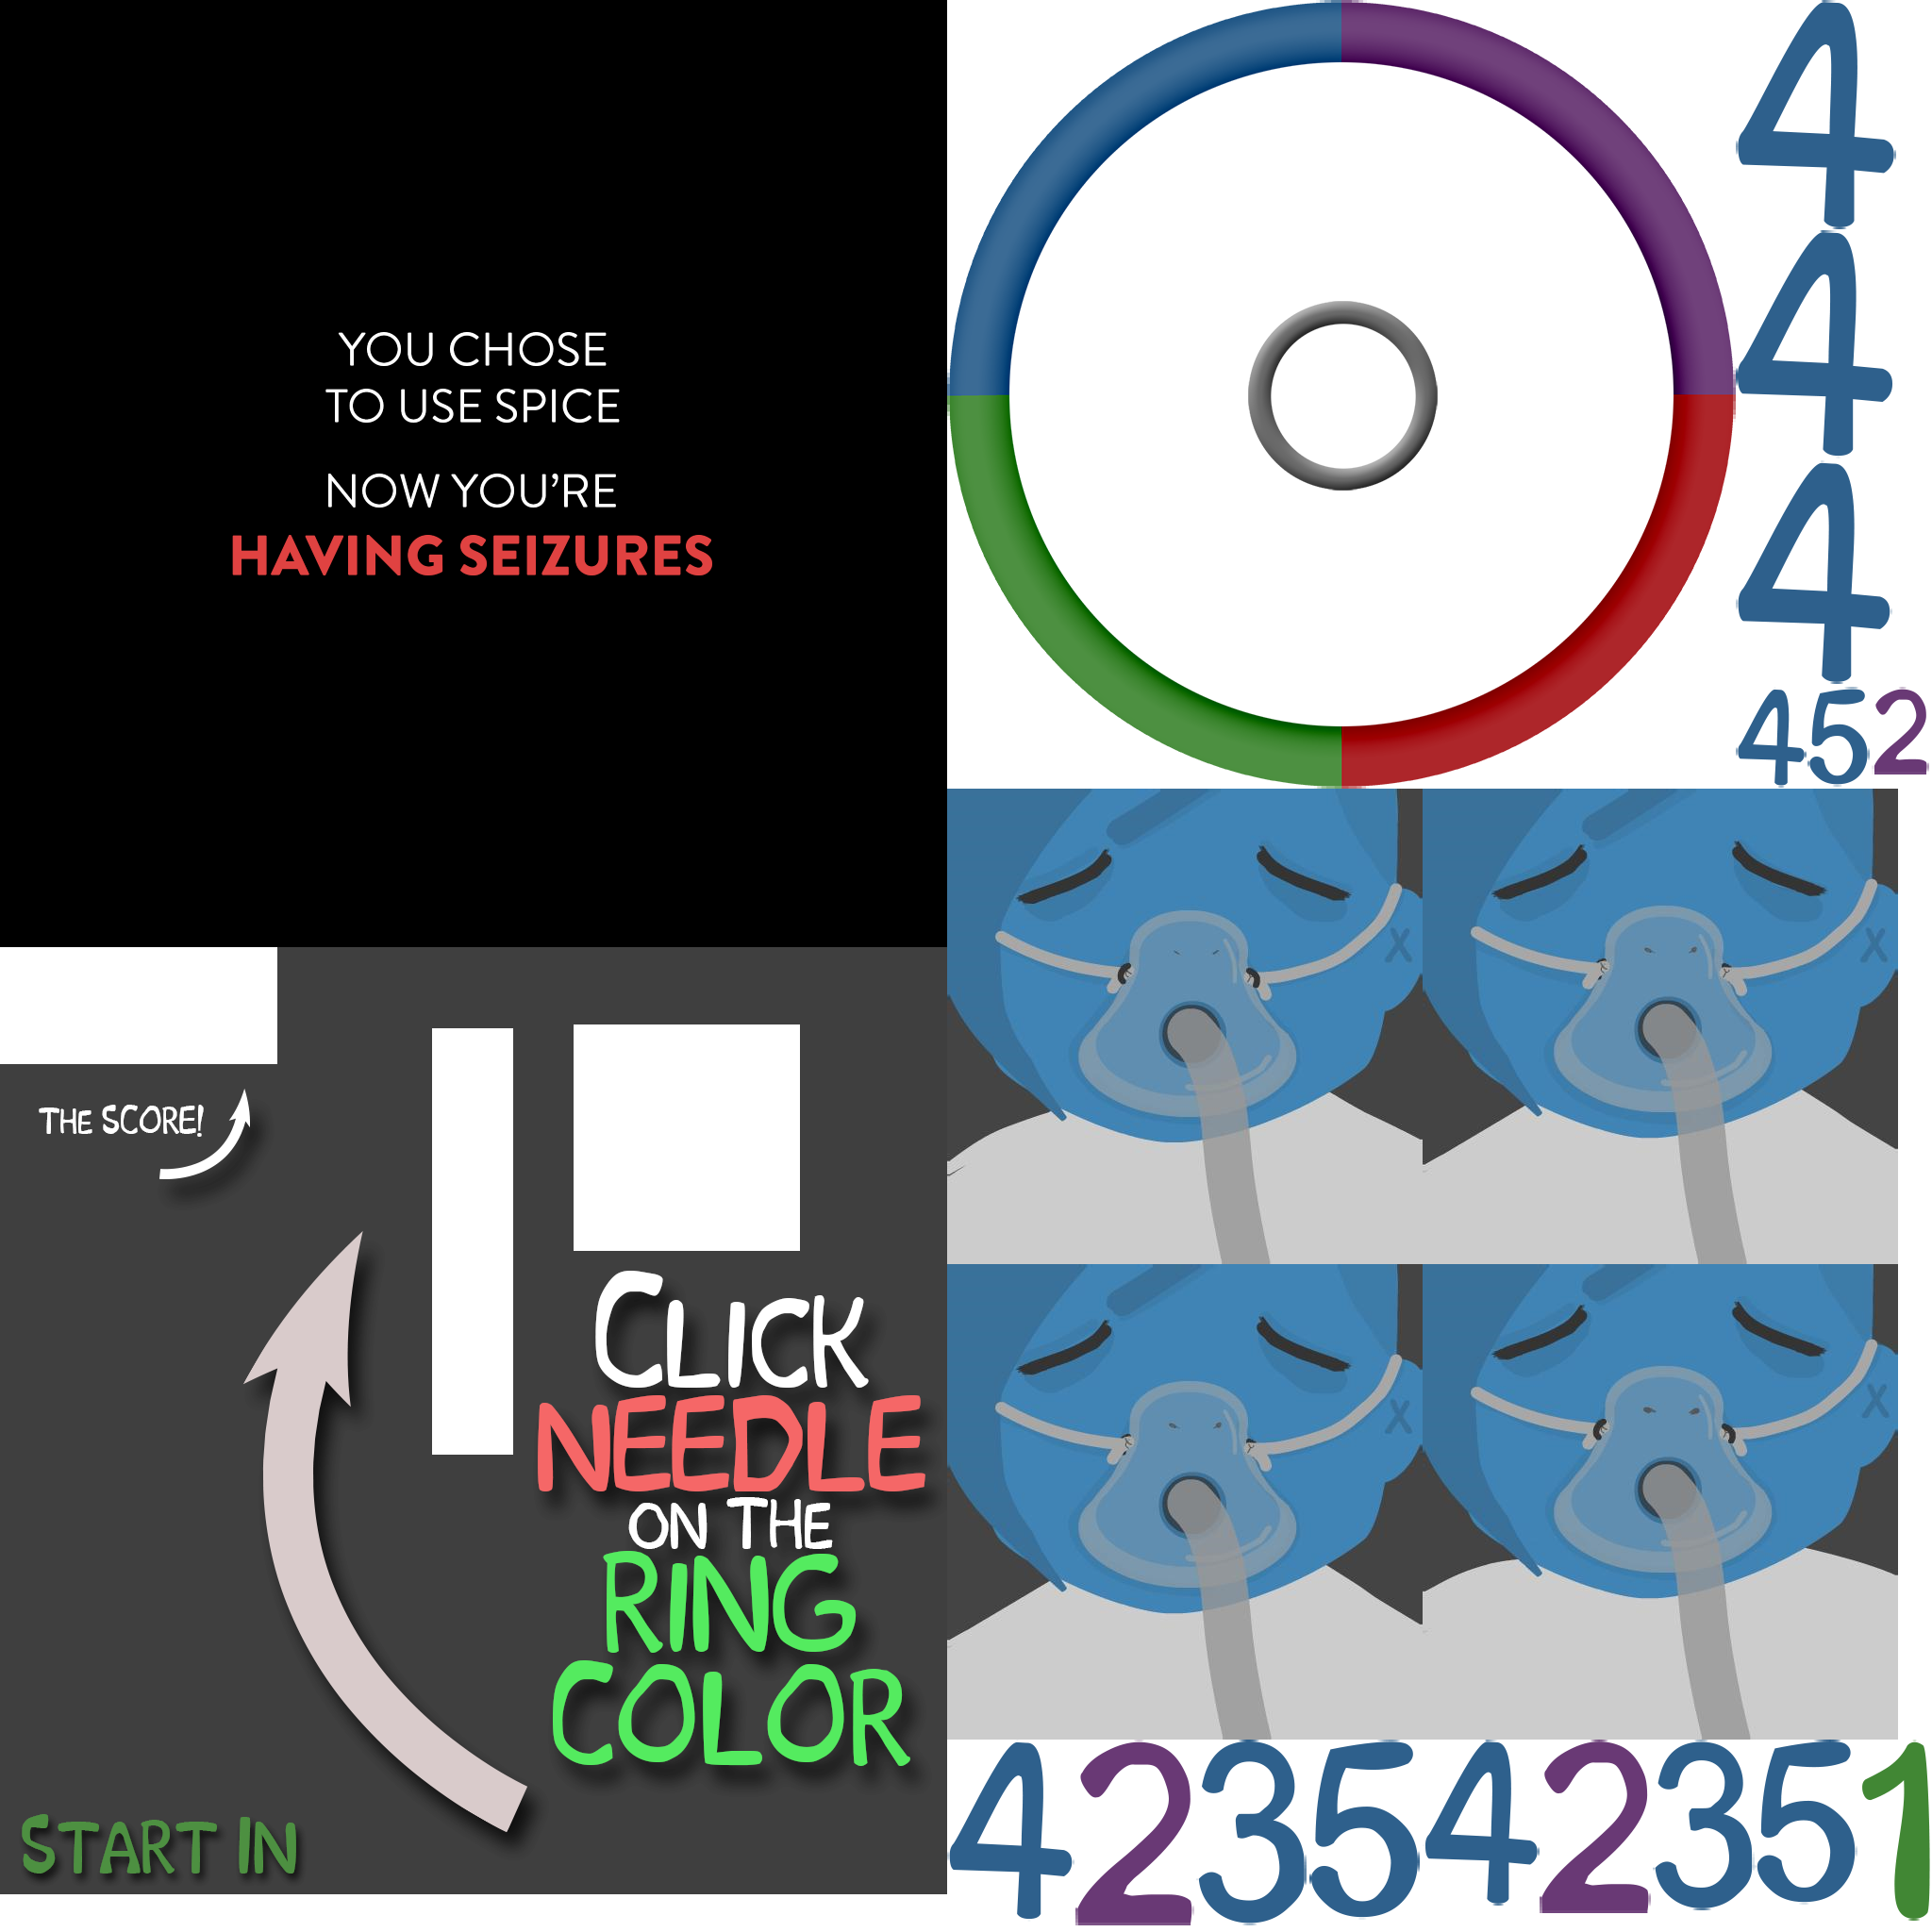 YOU CHOSE
TO USE SPICE
NOW YOU'RE
HAVING SEIZURES
4
4
4
452
X
X
THE SCORE!
CLICK
NEEDLE
ON THE
RING
COLOR
X
X
START IN
423542351